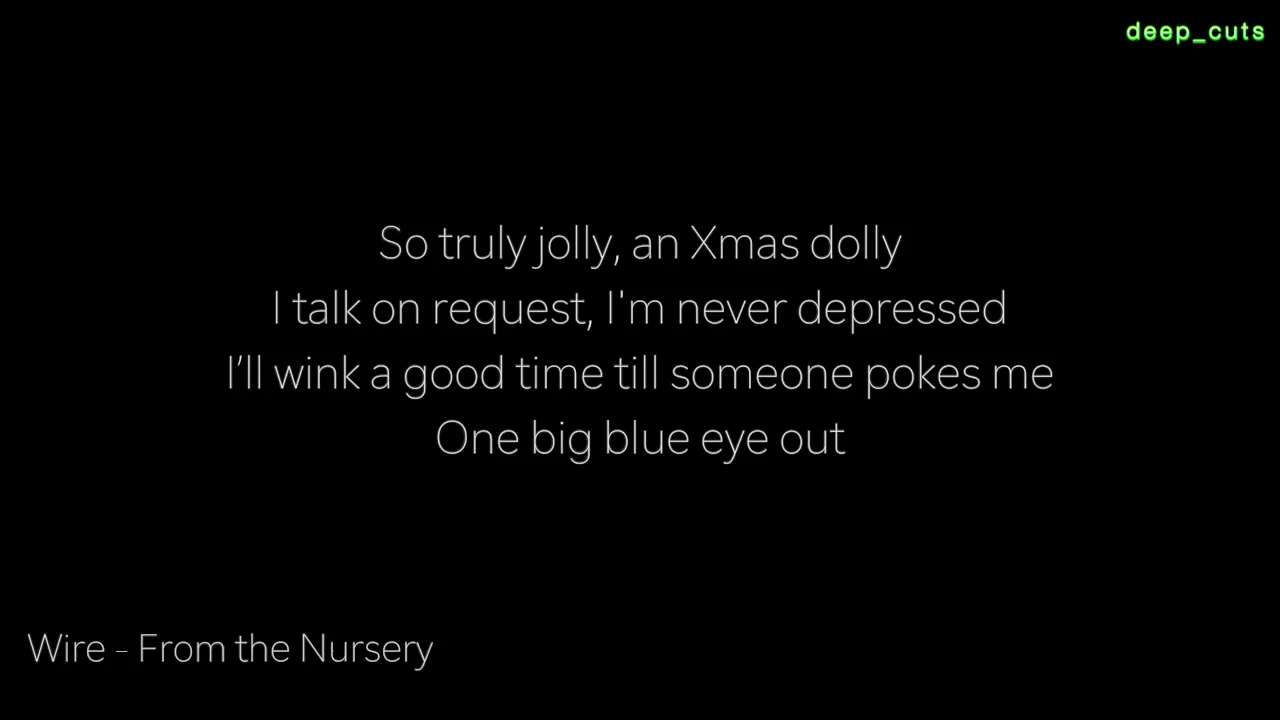 deep_cuts
So truly jolly, an Xmas dolly
I talk on request, I'm never depressed
I’ll wink a good time till someone pokes me
One big blue eye out
Wire - From the Nursery